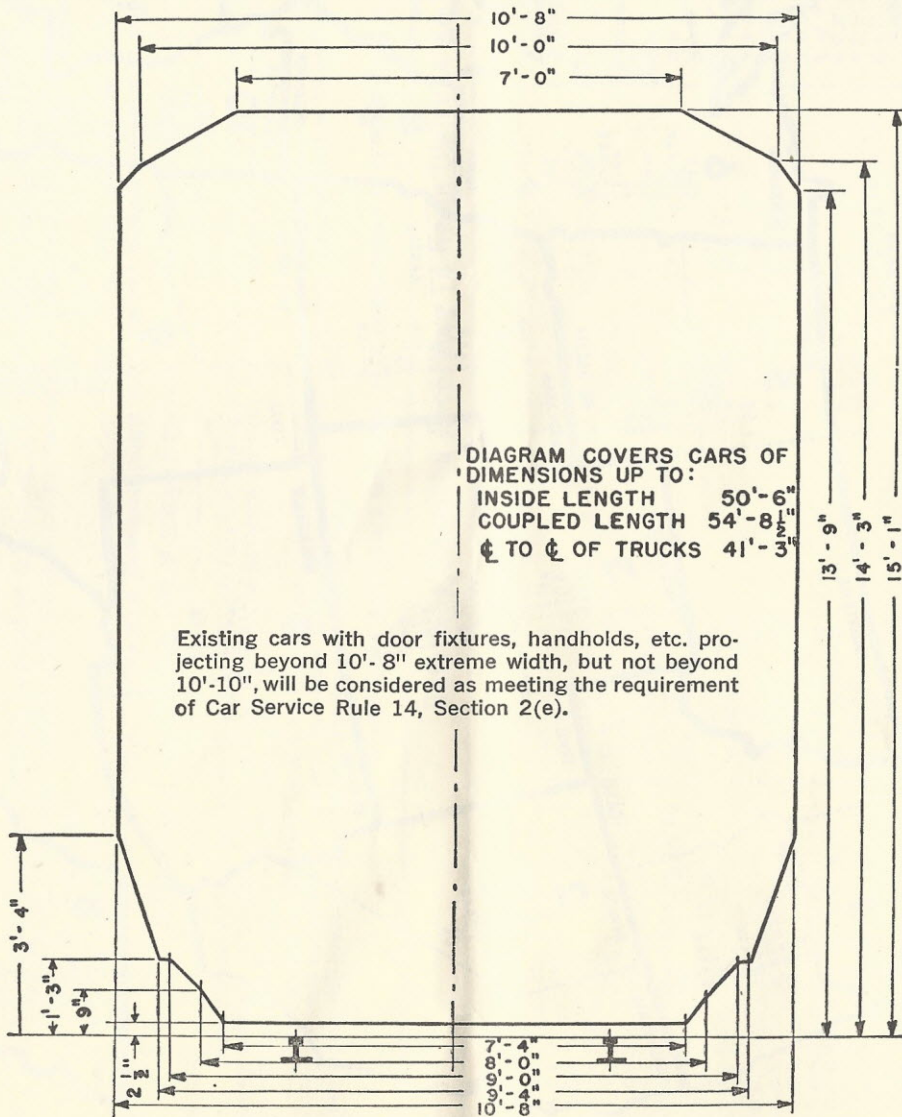 10'-8"
10'-0"
7'-0"
DIAGRAM COVERS CARS OF
DIMENSIONS UP TO:
INSIDE LENGTH 50'-6"
COUPLED LENGTH 54'-8½"
℄ TO ℄ OF TRUCKS 41'-3"
13'-9"
14'-3"
15'-1"
Existing cars with door fixtures, handholds, etc. pro-
jecting beyond 10'-8" extreme width, but not beyond
10'-10", will be considered as meeting the requirement
of Car Service Rule 14, Section 2(e).
3'-4"
1'-3"
9"
2½"
7'-4"
8'-0"
9'-0"
9'-4"
10'-8"